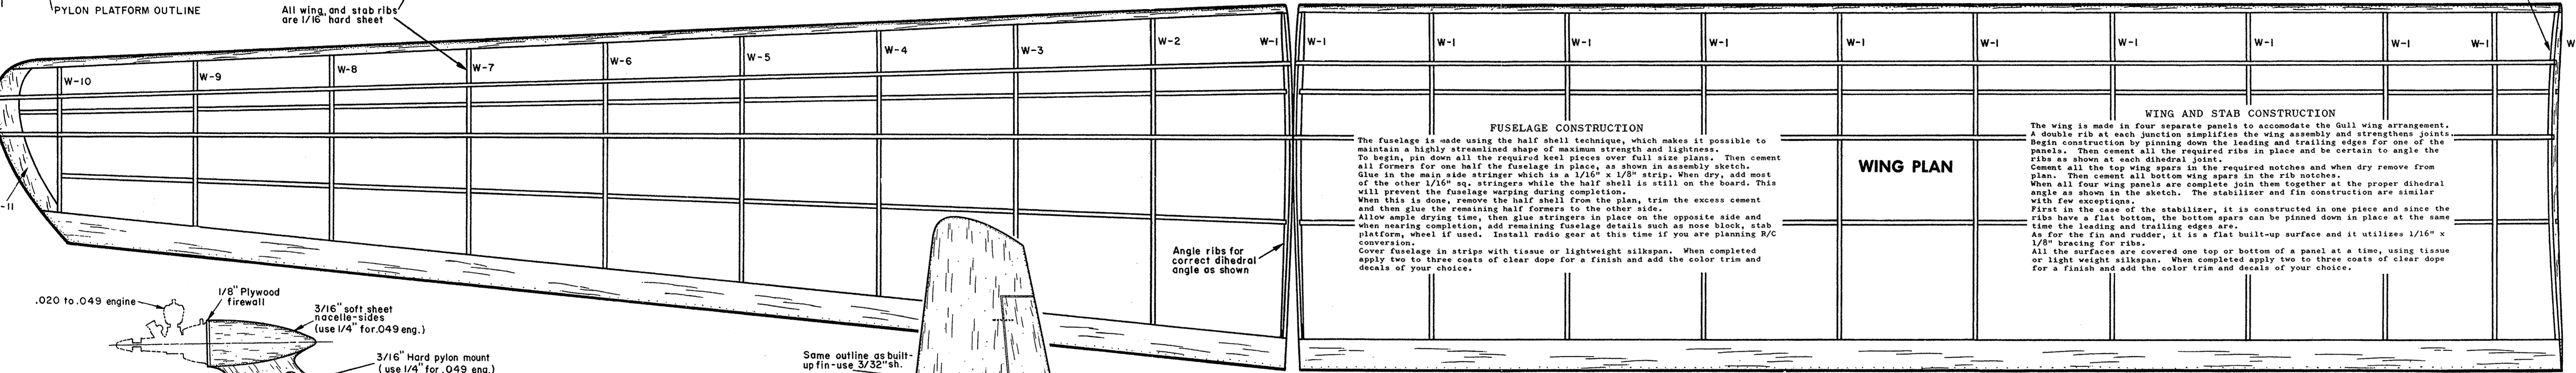 PYLON PLATFORM OUTLINE
All wing and stab ribs
are 1/16" hard sheet
W-10
W-9
W-8
W-7
W-6
W-5
W-4
W-3
W-2
W-1
W-1
W-1
W-1
W-1
W-1
W-1
W-1
W-1
W-1
W-1
W
-11
FUSELAGE CONSTRUCTION
The fuselage is made using the half shell technique, which makes it possible to
maintain a highly streamlined shape of maximum strength and lightness.
To begin, pin down all the required keel pieces over full size plans. Then cement
all formers for one half the fuselage in place, as shown in assembly sketch.
Glue in the main side stringer which is a 1/16" x 1/8" strip. When dry, add most
of the other 1/16" sq. stringers while the half shell is still on the board. This
will prevent the fuselage warping during completion.
When this is done, remove the half shell from the plan, trim the excess cement
and then glue the remaining half formers to the other side.
Allow ample drying time, then glue stringers in place on the opposite side and
when nearing completion, add remaining fuselage details such as nose block, stab
platform, wheel if used. Install radio gear at this time if you are planning R/C
conversion.
Cover fuselage in strips with tissue or lightweight silkspan. When completed
apply two to three coats of clear dope for a finish and add the color trim and
decals of your choice.
WING PLAN
WING AND STAB CONSTRUCTION
The wing is made in four separate panels to accomodate the Gull wing arrangement.
A double rib at each junction simplifies the wing assembly and strengthens joints.
Begin construction by pinning down the leading and trailing edges for one of the
panels. Then cement all the required ribs in place and be certain to angle the
ribs as shown at each dihedral joint.
Cement all the top wing spars in the required notches and when dry remove from
plan. Then cement all bottom wing spars in the rib notches.
When all four wing panels are complete join them together at the proper dihedral
angle as shown in the sketch. The stabilizer and fin construction are similar
with few exceptions.
First in the case of the stabilizer, it is constructed in one piece and since the
ribs have a flat bottom, the bottom spars can be pinned down in place at the same
time the leading and trailing edges are.
As for the fin and rudder, it is a flat built-up surface and it utilizes 1/16" x
1/8" bracing for ribs.
All the surfaces are covered one top or bottom of a panel at a time, using tissue
or light weight silkspan. When completed apply two to three coats of clear dope
for a finish and add the color trim and decals of your choice.
Angle ribs for
correct dihedral
angle as shown
.020 to .049 engine
1/8" Plywood
firewall
3/16" soft sheet
nacelle-sides
(use 1/4" for .049 eng.)
3/16" Hard pylon mount
(use 1/4" for .049 eng.)
Same outline as built-
up fin-use 3/32" sh.